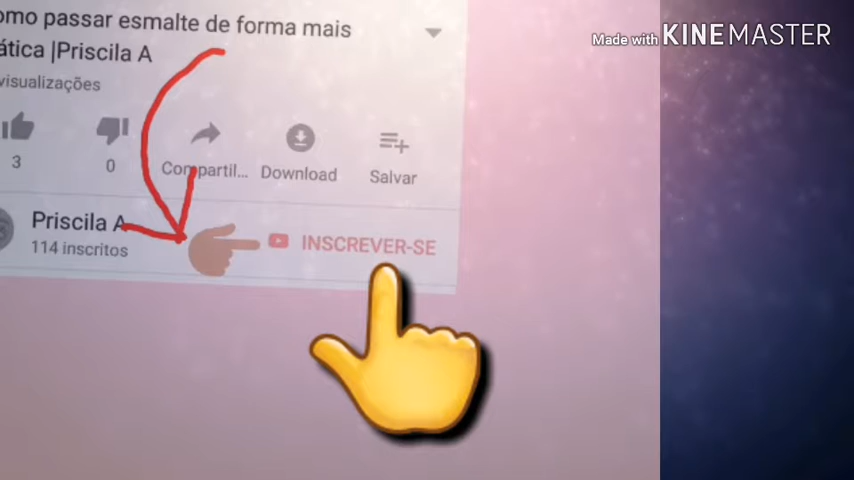 omo passar esmalte de forma mais
ática |Priscila A
visualizações
3
0
Compartil...
Download
Salvar
Priscila A
114 inscritos
INSCREVER-SE
Made with KINEMASTER